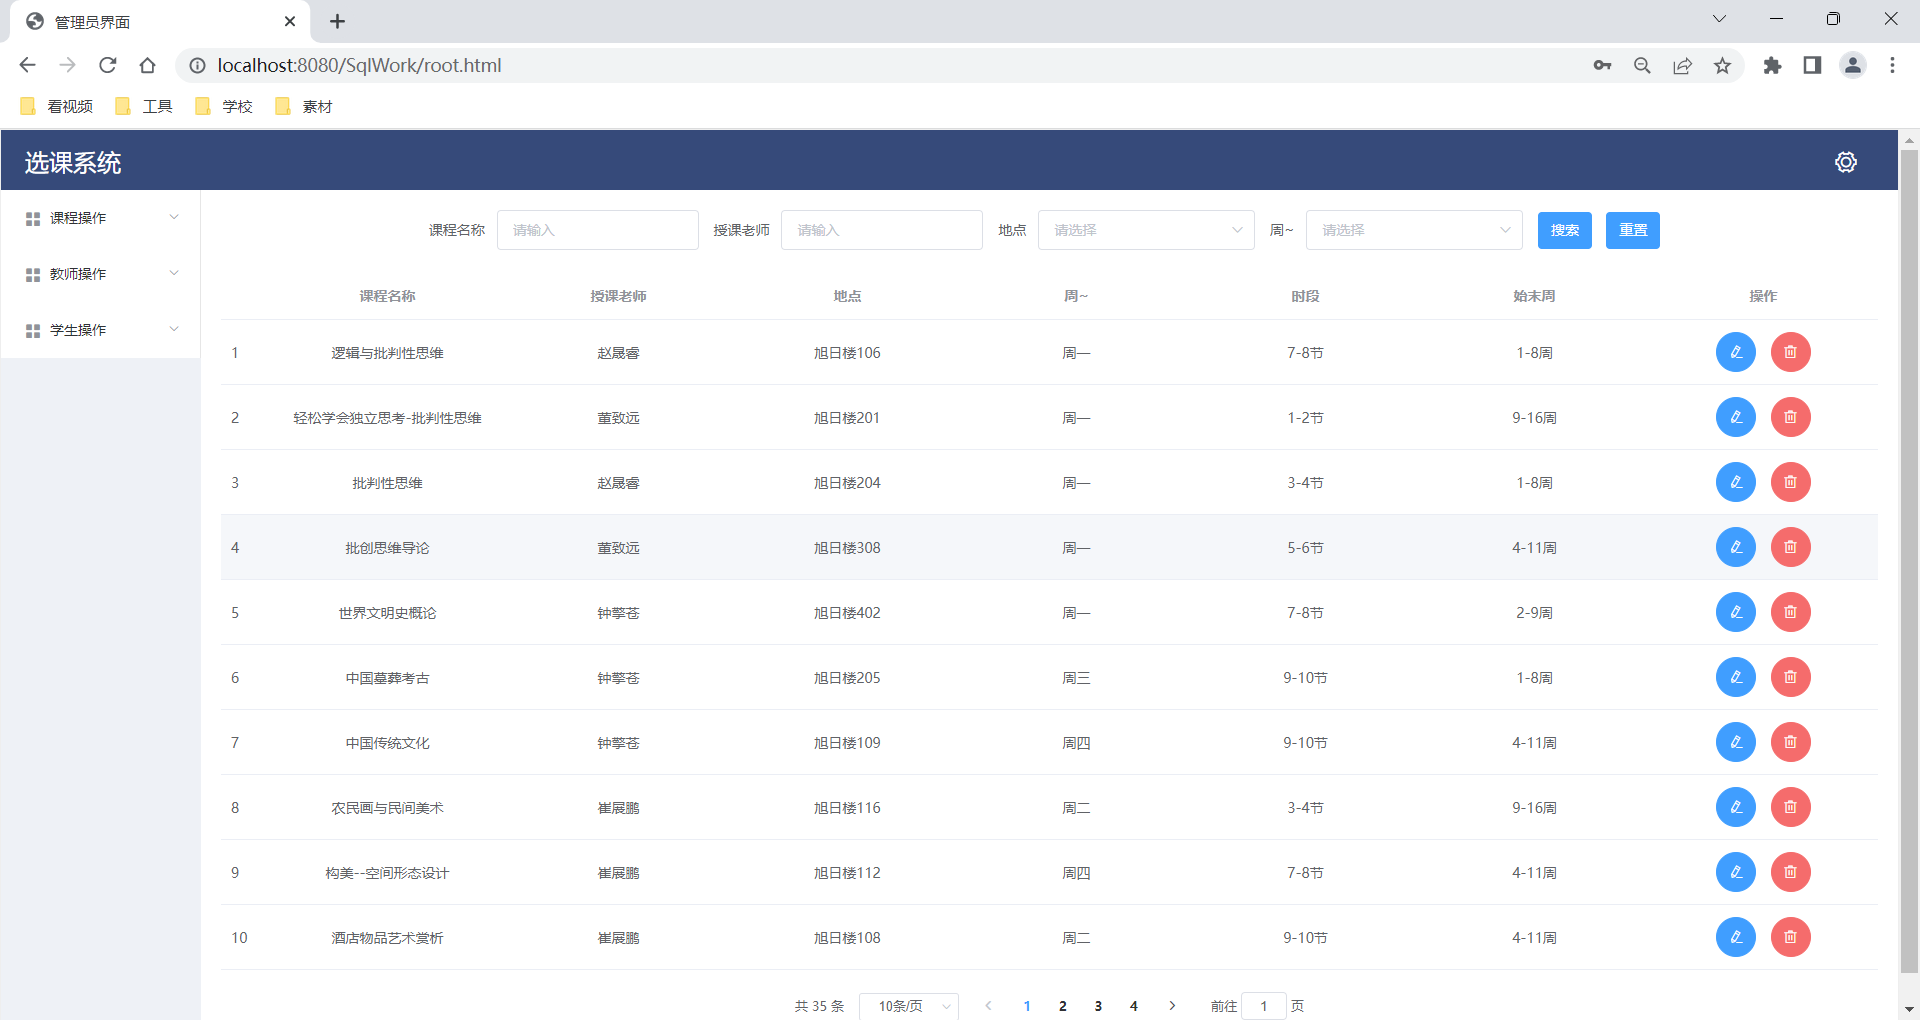 管理员界面
localhost:8080/SqlWork/root.html
看视频 工具 学校 素材
选课系统
课程操作
教师操作
学生操作
课程名称 请输入 授课老师 请输入 地点 请选择 周~ 请选择 搜索 重置
课程名称 授课老师 地点 周~ 时段 始末周 操作
1 逻辑与批判性思维 赵晟睿 旭日楼106 周一 7-8节 1-8周
2 轻松学会独立思考-批判性思维 董致远 旭日楼201 周一 1-2节 9-16周
3 批判性思维 赵晟睿 旭日楼204 周一 3-4节 1-8周
4 批创思维导论 董致远 旭日楼308 周一 5-6节 4-11周
5 世界文明史概论 钟擎苍 旭日楼402 周一 7-8节 2-9周
6 中国墓葬考古 钟擎苍 旭日楼205 周三 9-10节 1-8周
7 中国传统文化 钟擎苍 旭日楼109 周四 9-10节 4-11周
8 农民画与民间美术 崔展鹏 旭日楼116 周二 3-4节 9-16周
9 构美--空间形态设计 崔展鹏 旭日楼112 周四 7-8节 4-11周
10 酒店物品艺术赏析 崔展鹏 旭日楼108 周二 9-10节 4-11周
共 35 条 10条/页 1 2 3 4 前往 1 页